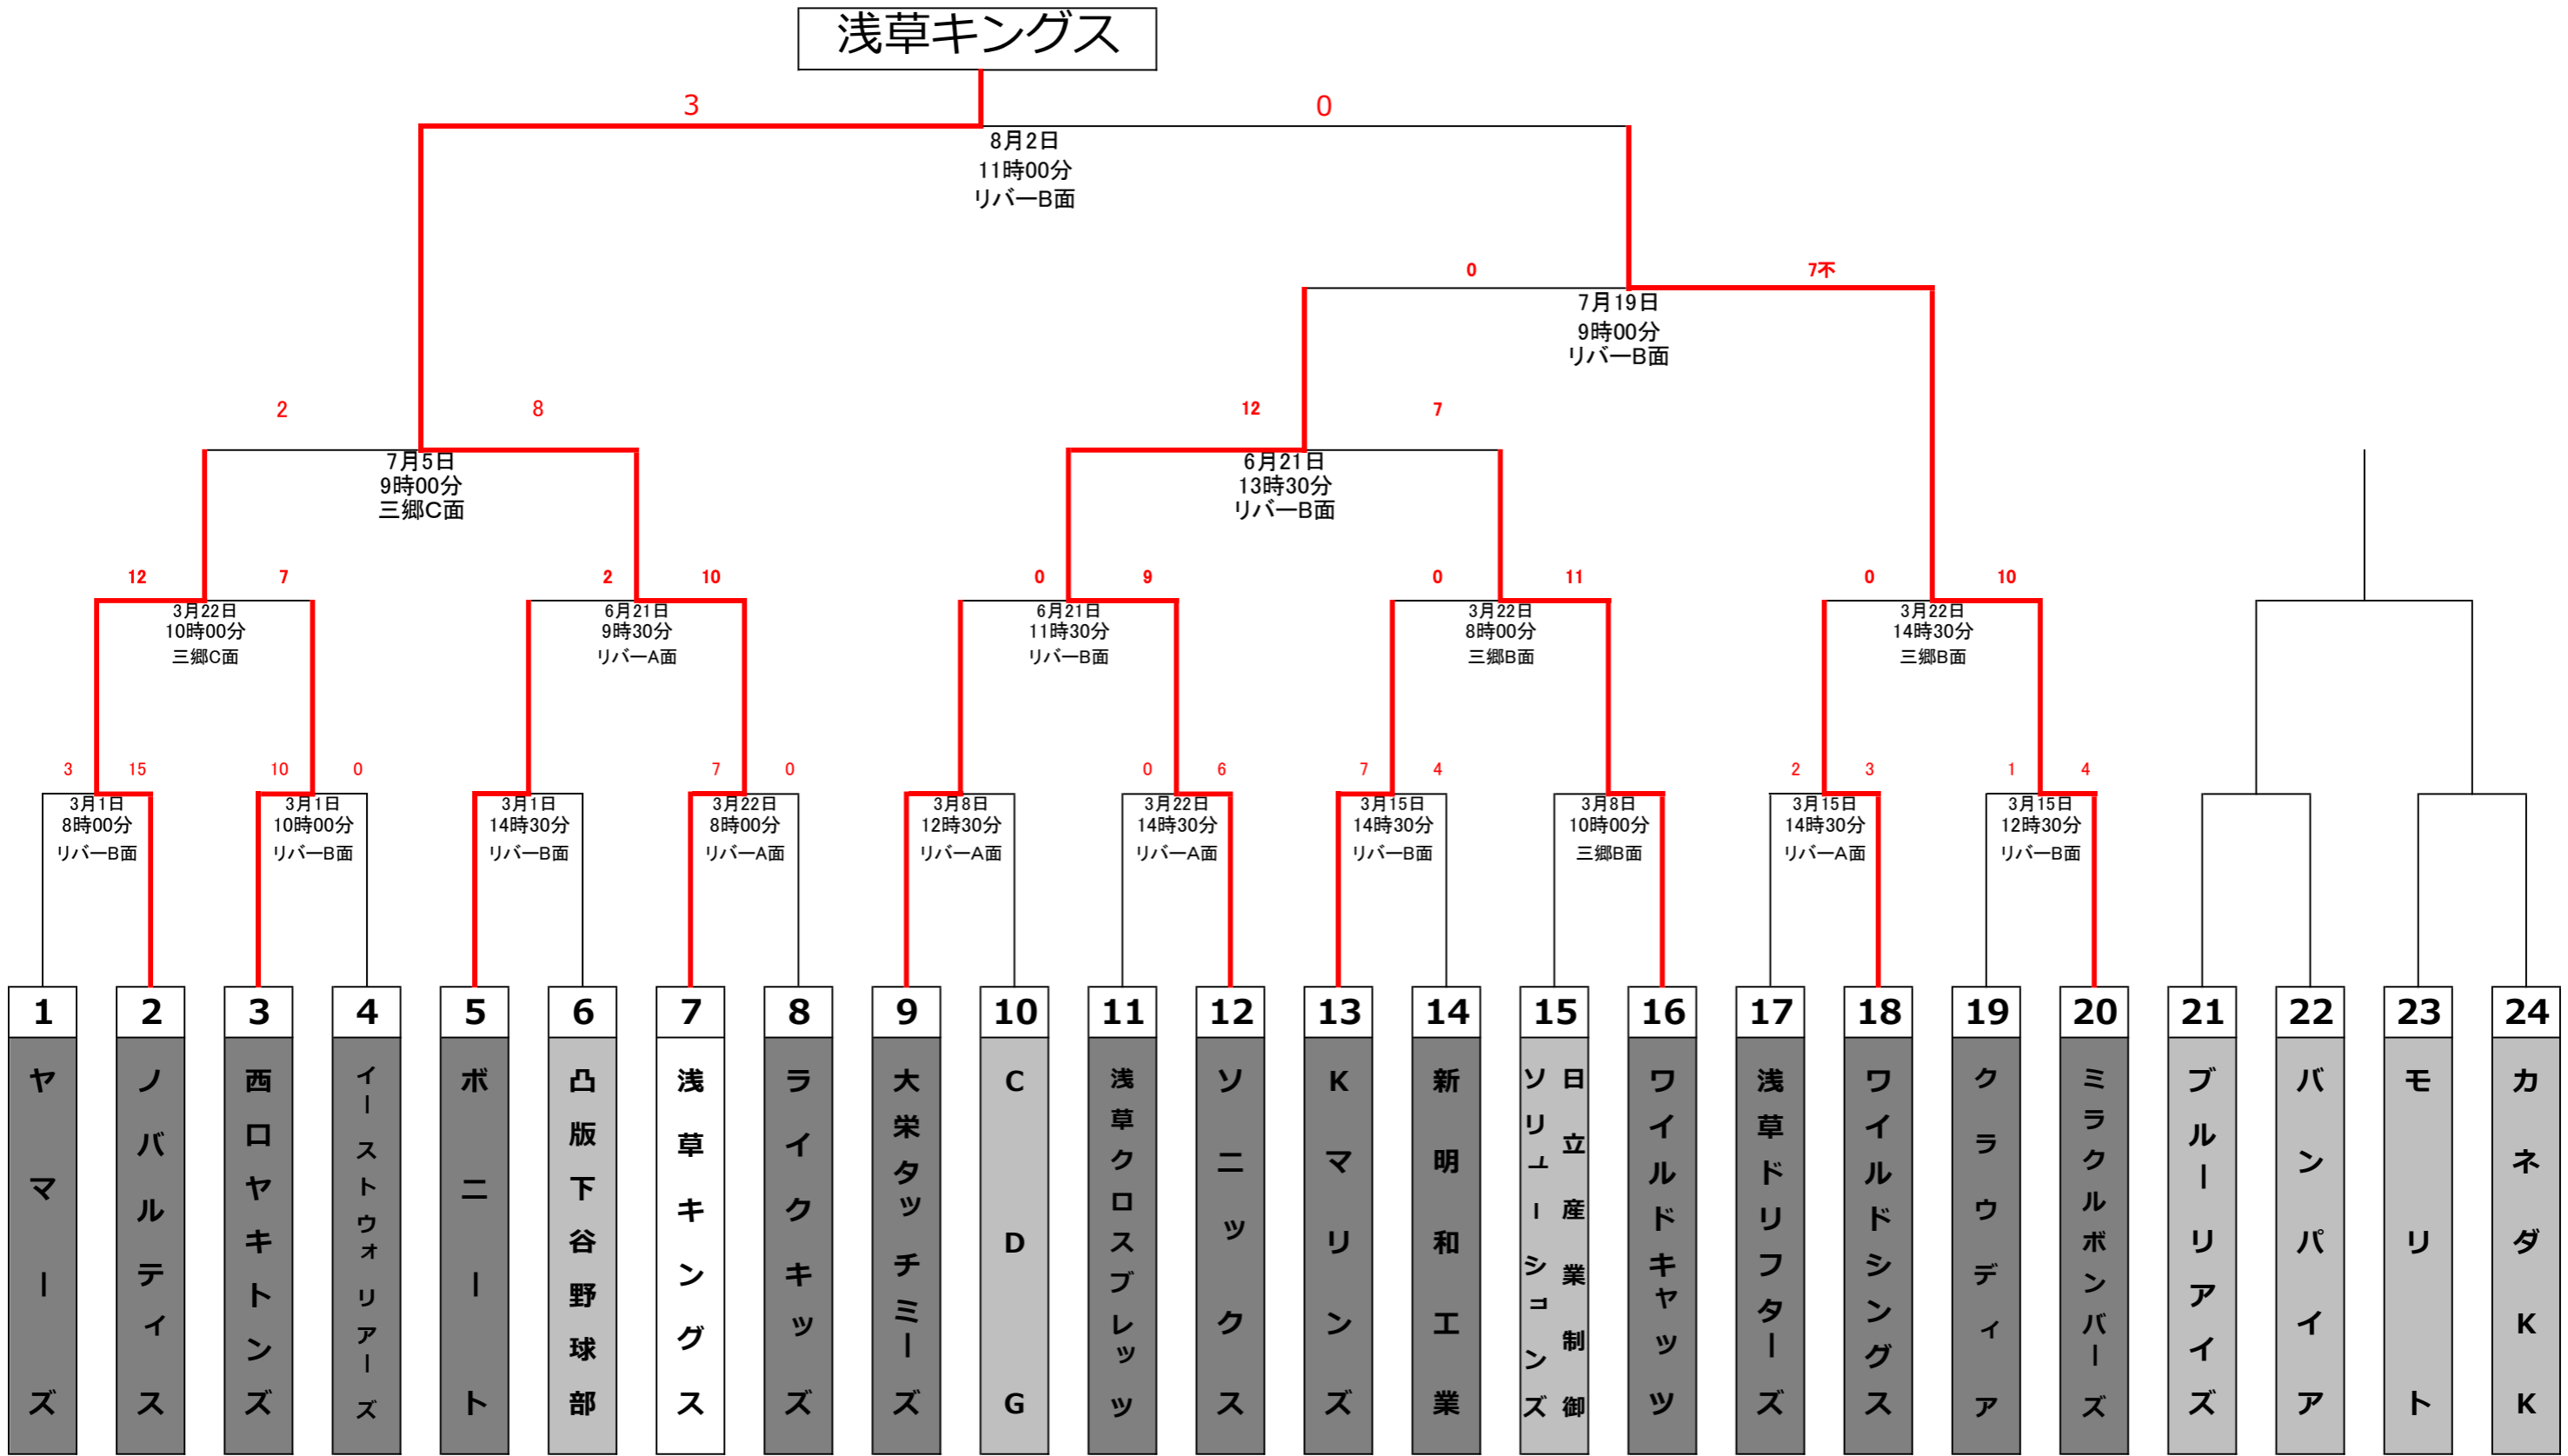 浅草キングス
3
0
8月2日
11時00分
リバーB面
0
7不
7月19日
9時00分
リバーB面
2
8
12
7
7月5日
9時00分
三郷C面
6月21日
13時30分
リバーB面
12
7
2
10
0
9
0
11
0
10
3月22日
10時00分
三郷C面
6月21日
9時30分
リバーA面
6月21日
11時30分
リバーB面
3月22日
8時00分
三郷B面
3月22日
14時30分
三郷B面
3
15
10
0
7
0
0
6
7
4
2
3
1
4
3月1日
8時00分
リバーB面
3月1日
10時00分
リバーB面
3月1日
14時30分
リバーB面
3月22日
8時00分
リバーA面
3月8日
12時30分
リバーA面
3月22日
14時30分
リバーA面
3月15日
14時30分
リバーB面
3月8日
10時00分
三郷B面
3月15日
14時30分
リバーA面
3月15日
12時30分
リバーB面
1
ヤマーズ
2
ノバルティス
3
西口ヤキトンズ
4
イーストウォリアーズ
5
ボニート
6
凸版下谷野球部
7
浅草キングス
8
ライクキッズ
9
大栄タッチミーズ
10
CDG
11
浅草クロスブレッツ
12
ソニックス
13
Kマリンズ
14
新明和工業
15
日立産業制御
ソリューションズ
16
ワイルドキャッツ
17
浅草ドリフターズ
18
ワイルドシングス
19
クラウディア
20
ミラクルボンバーズ
21
ブルーリアイズ
22
バンパイア
23
モリト
24
カネダKK